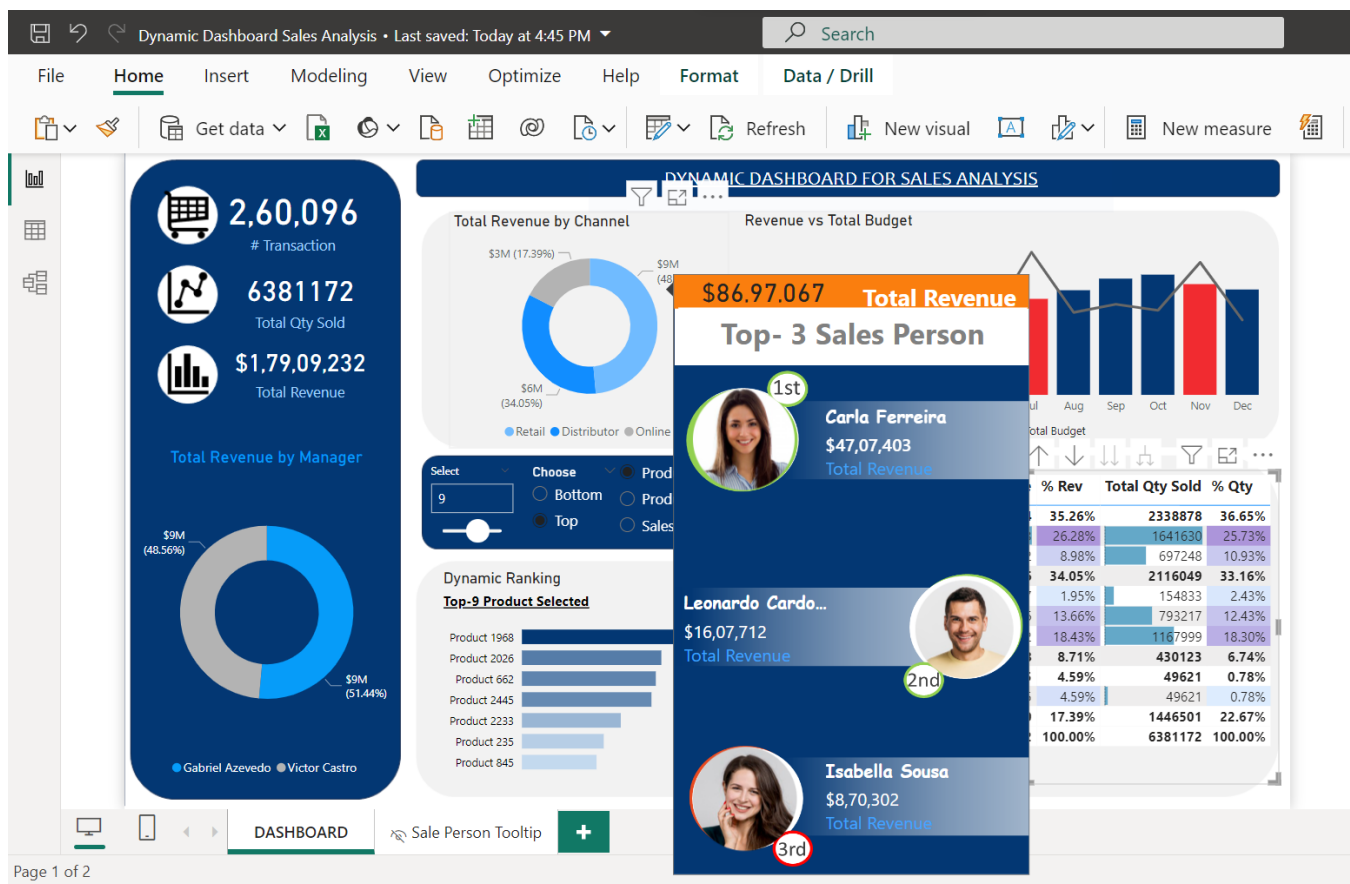 Dynamic Dashboard Sales Analysis • Last saved: Today at 4:45 PM
Search
File Home Insert Modeling View Optimize Help Format Data / Drill
Get data Refresh New visual New measure
DYNAMIC DASHBOARD FOR SALES ANALYSIS
2,60,096
# Transaction
6381172
Total Qty Sold
$1,79,09,232
Total Revenue
Total Revenue by Manager
$9M
(48.56%)
$9M
(51.44%)
Gabriel Azevedo Victor Castro
Total Revenue by Channel
$3M (17.39%)
$9M
(48
$6M
(34.05%)
Retail Distributor Online
Revenue vs Total Budget
Aug Sep Oct Nov Dec
Total Budget
Select
9
Choose
Bottom
Top
Prod
Prod
Sales
Dynamic Ranking
Top-9 Product Selected
Product 1968
Product 2026
Product 662
Product 2445
Product 2233
Product 235
Product 845
$86,97,067 Total Revenue
Top- 3 Sales Person
1st
Carla Ferreira
$47,07,403
Total Revenue
Leonardo Cardo...
$16,07,712
Total Revenue
2nd
Isabella Sousa
$8,70,302
Total Revenue
3rd
% Rev Total Qty Sold % Qty
35.26% 2338878 36.65%
26.28% 1641630 25.73%
8.98% 697248 10.93%
34.05% 2116049 33.16%
1.95% 154833 2.43%
13.66% 793217 12.43%
18.43% 1167999 18.30%
8.71% 430123 6.74%
4.59% 49621 0.78%
4.59% 49621 0.78%
17.39% 1446501 22.67%
100.00% 6381172 100.00%
DASHBOARD Sale Person Tooltip
Page 1 of 2